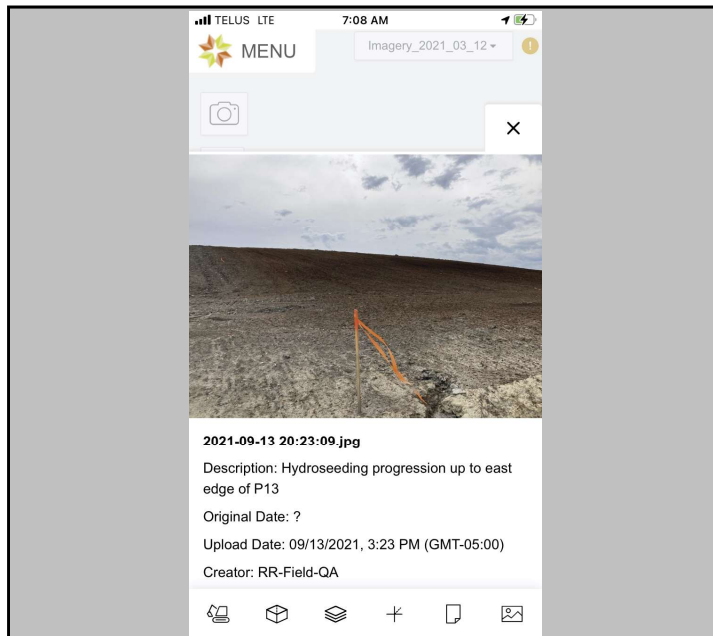 TELUS LTE 7:08 AM
MENU
Imagery_2021_03_12
!
2021-09-13 20:23:09.jpg
Description: Hydroseeding progression up to east
edge of P13
Original Date: ?
Upload Date: 09/13/2021, 3:23 PM (GMT-05:00)
Creator: RR-Field-QA